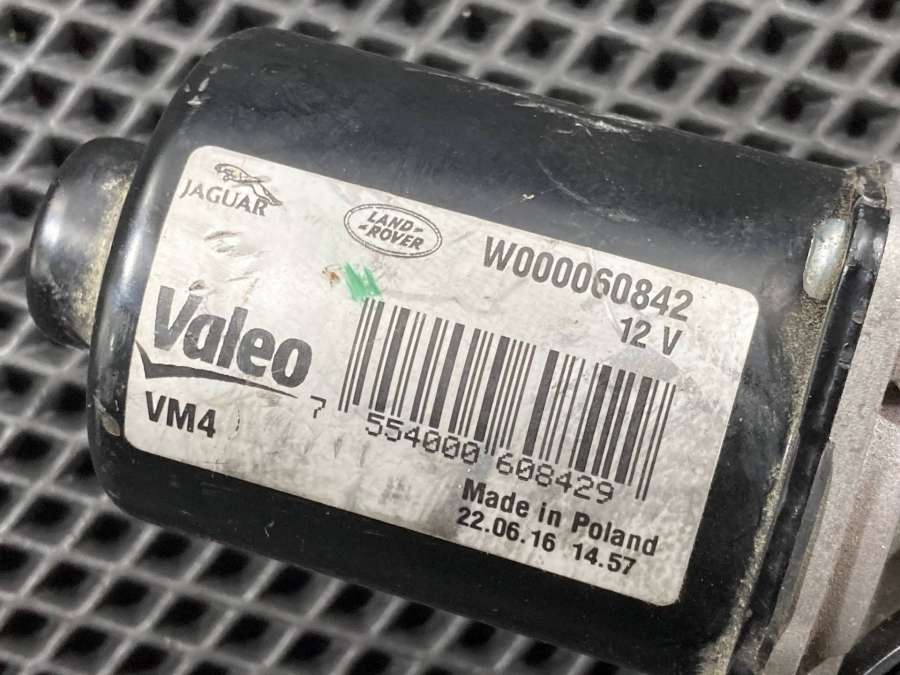 JAGUAR
LAND-
-ROVER
W000060842
12 V
Valeo
VM4
7 554000 608429
Made in Poland
22.06.16 14.57